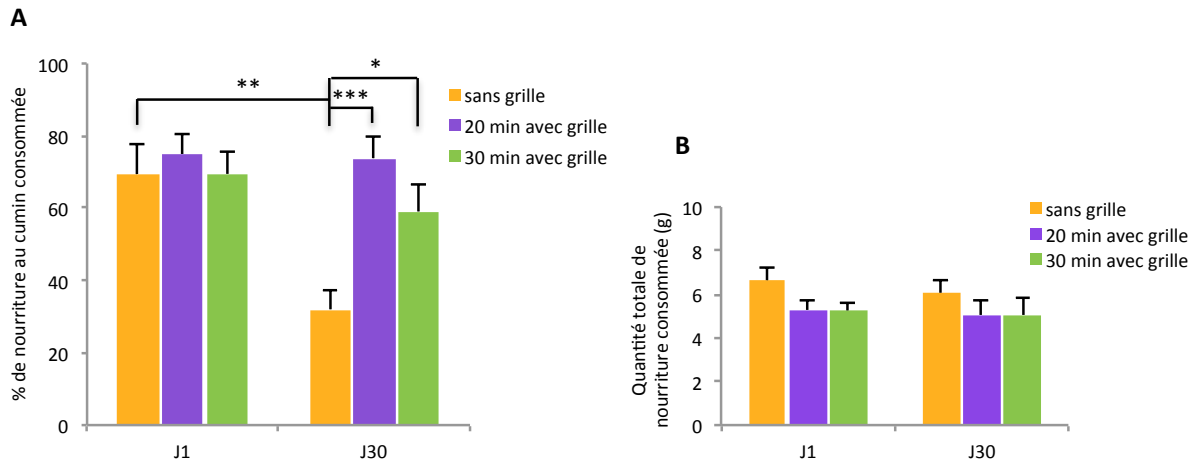 A
% de nourriture au cumin consommée
100
80
60
40
20
0
**
***
*
sans grille
20 min avec grille
30 min avec grille
J1
J30
B
Quantité totale de
nourriture consommée (g)
10
8
6
4
2
0
sans grille
20 min avec grille
30 min avec grille
J1
J30